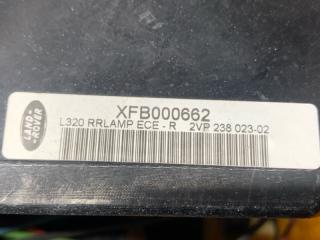 LAND
ROVER
XFB000662
L320 RRLAMP ECE - R 2VP 238 023-02